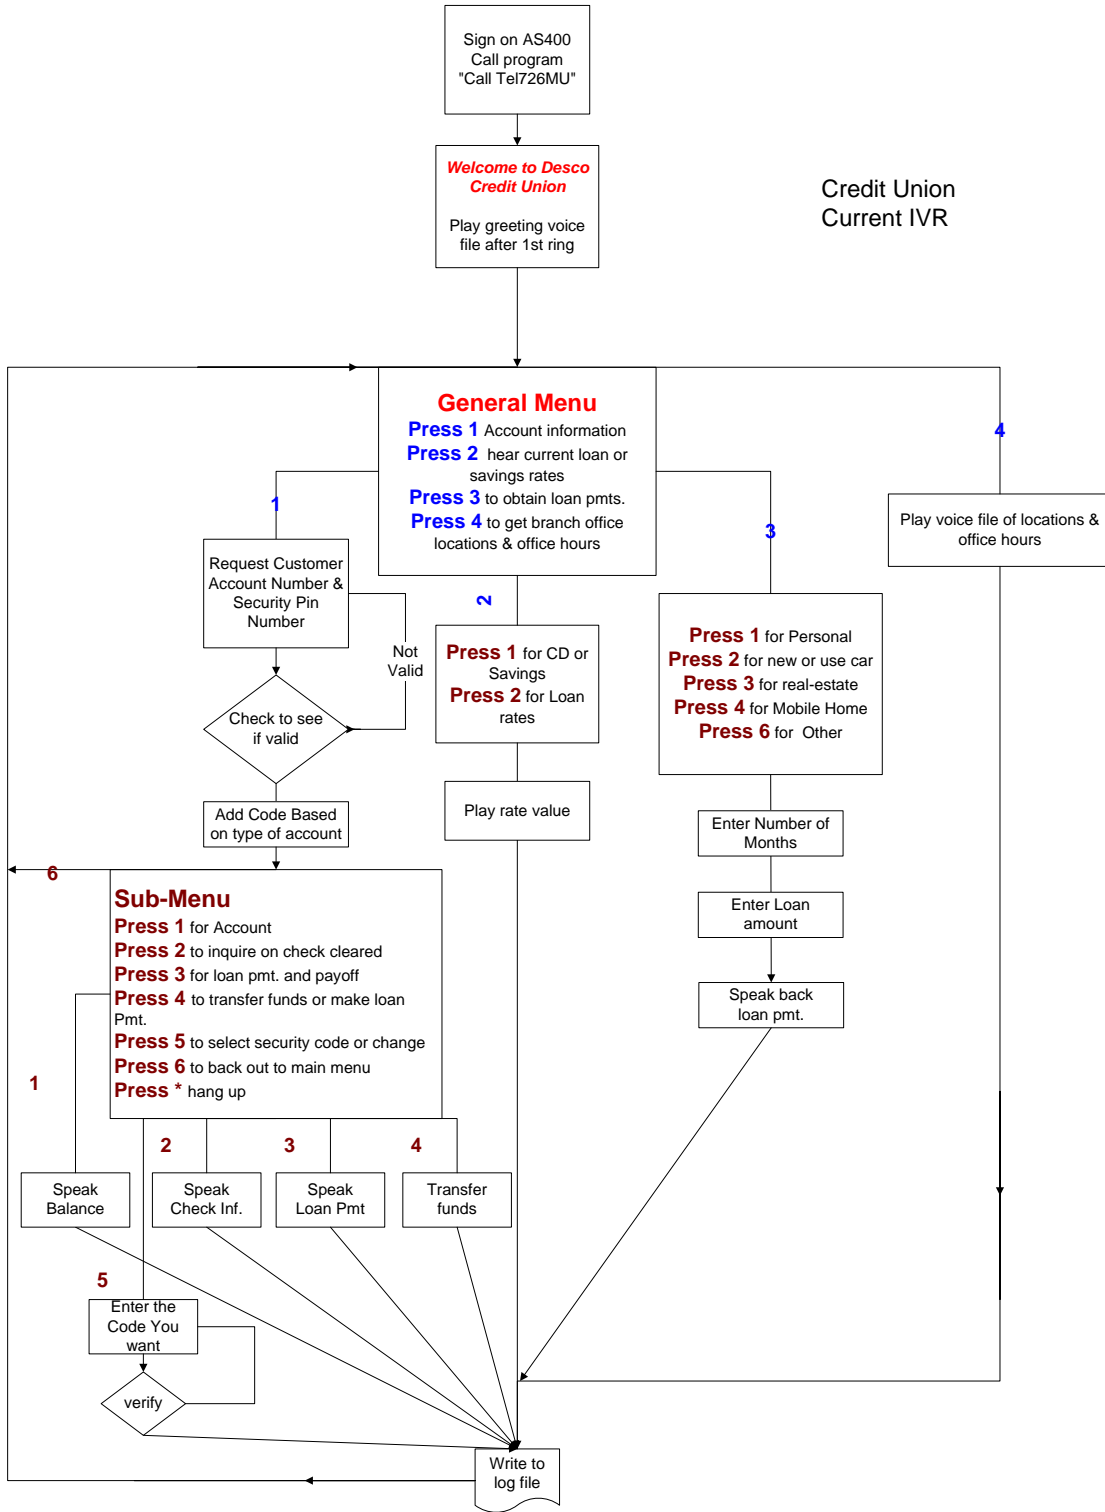 Sign on AS400
Call program
"Call Tel726MU"
Welcome to Desco
Credit Union
Play greeting voice
file after 1st ring
Credit Union
Current IVR
General Menu
Press 1 Account information
Press 2 hear current loan or
savings rates
Press 3 to obtain loan pmts.
Press 4 to get branch office
locations & office hours
1
2
3
4
Request Customer
Account Number &
Security Pin
Number
Not
Valid
Check to see
if valid
Add Code Based
on type of account
Press 1 for CD or
Savings
Press 2 for Loan
rates
Play rate value
Press 1 for Personal
Press 2 for new or use car
Press 3 for real-estate
Press 4 for Mobile Home
Press 6 for Other
Enter Number of
Months
Enter Loan
amount
Speak back
loan pmt.
Play voice file of locations &
office hours
6
Sub-Menu
Press 1 for Account
Press 2 to inquire on check cleared
Press 3 for loan pmt. and payoff
Press 4 to transfer funds or make loan
Pmt.
Press 5 to select security code or change
Press 6 to back out to main menu
Press * hang up
1
2
3
4
Speak
Balance
Speak
Check Inf.
Speak
Loan Pmt
Transfer
funds
5
Enter the
Code You
want
verify
Write to
log file